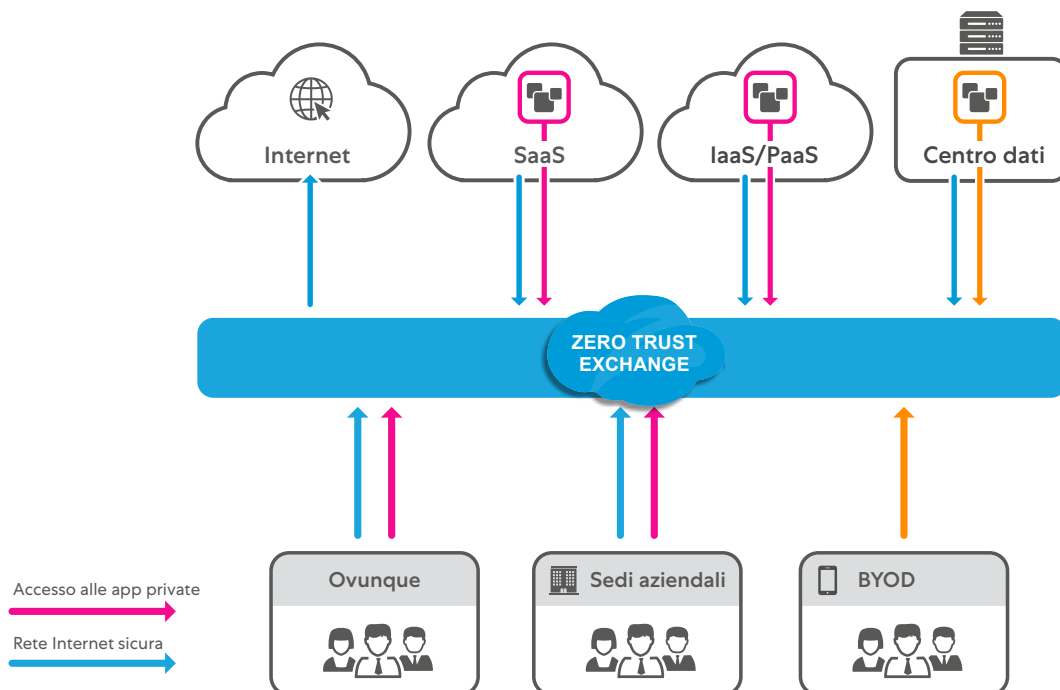 Internet
SaaS
IaaS/PaaS
Centro dati
ZERO TRUST
EXCHANGE
Ovunque
Sedi aziendali
BYOD
Accesso alle app private
Rete Internet sicura